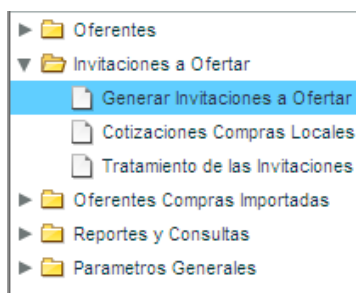 Oferentes
Invitaciones a Ofertar
Generar Invitaciones a Ofertar
Cotizaciones Compras Locales
Tratamiento de las Invitaciones
Oferentes Compras Importadas
Reportes y Consultas
Parametros Generales